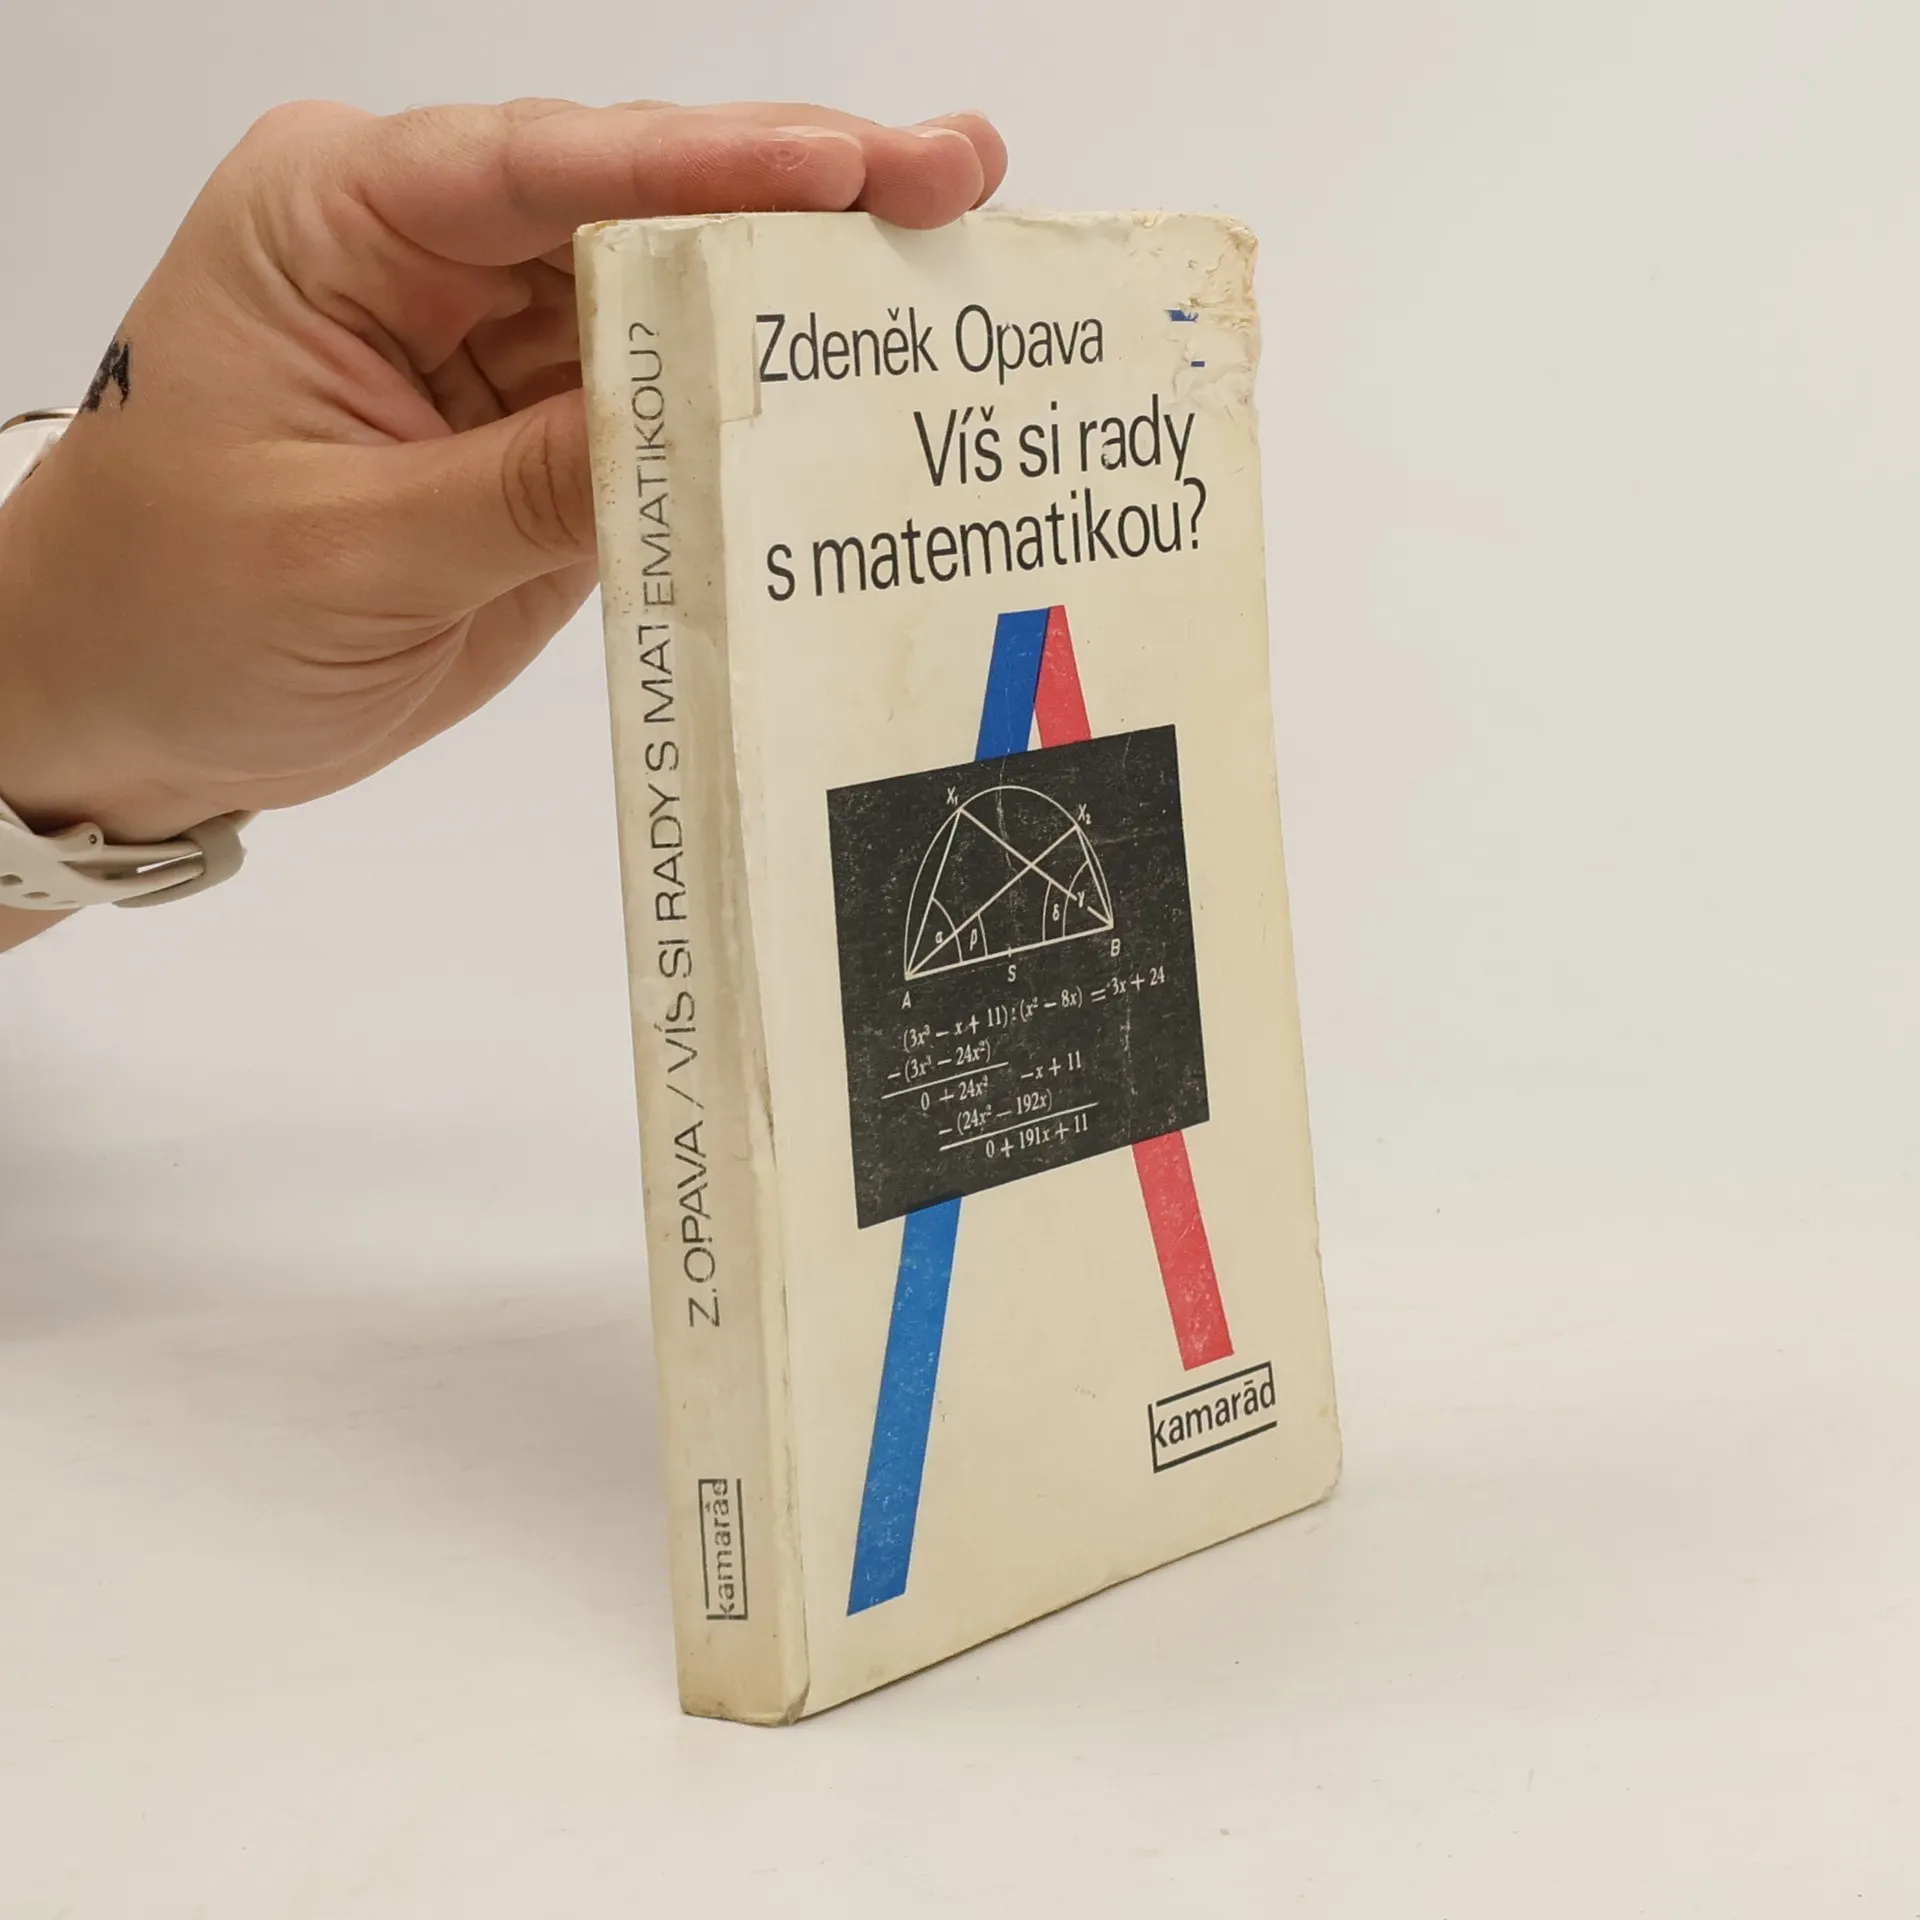 Zdeněk Opava
Víš si rady
s matematikou?
X₁
X₂
α
β
δ
γ
A
S
B
(3x³ − x + 11) : (x² − 8x) = 3x + 24
− (3x³ − 24x²)
0 + 24x² − x + 11
− (24x² − 192x)
0 + 191x + 11
kamarád
Z. OPAVA / VÍŠ SI RADY S MATEMATIKOU?
kamarád